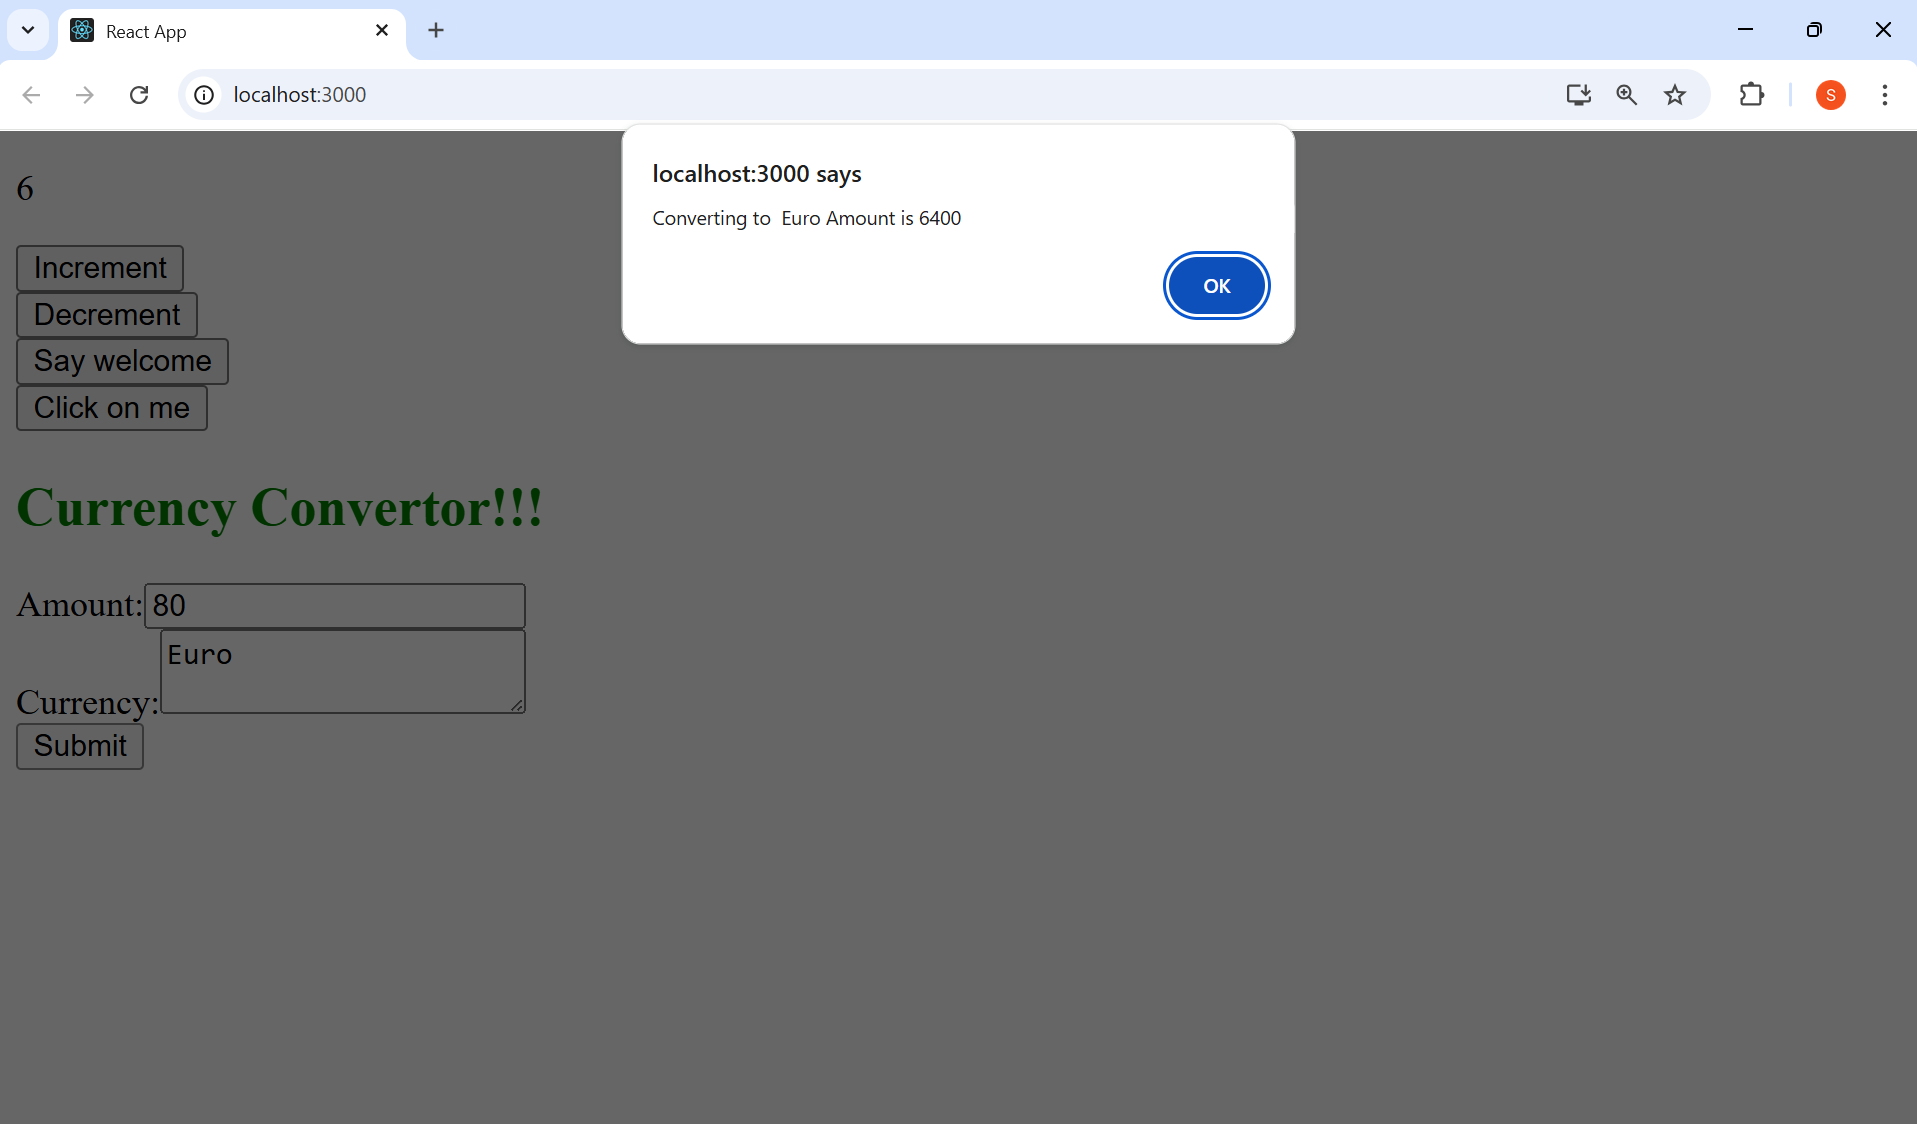 React App
localhost:3000
S
localhost:3000 says
Converting to  Euro Amount is 6400
OK
6
Increment
Decrement
Say welcome
Click on me
Currency Convertor!!!
Amount: 80
Euro
Currency:
Submit